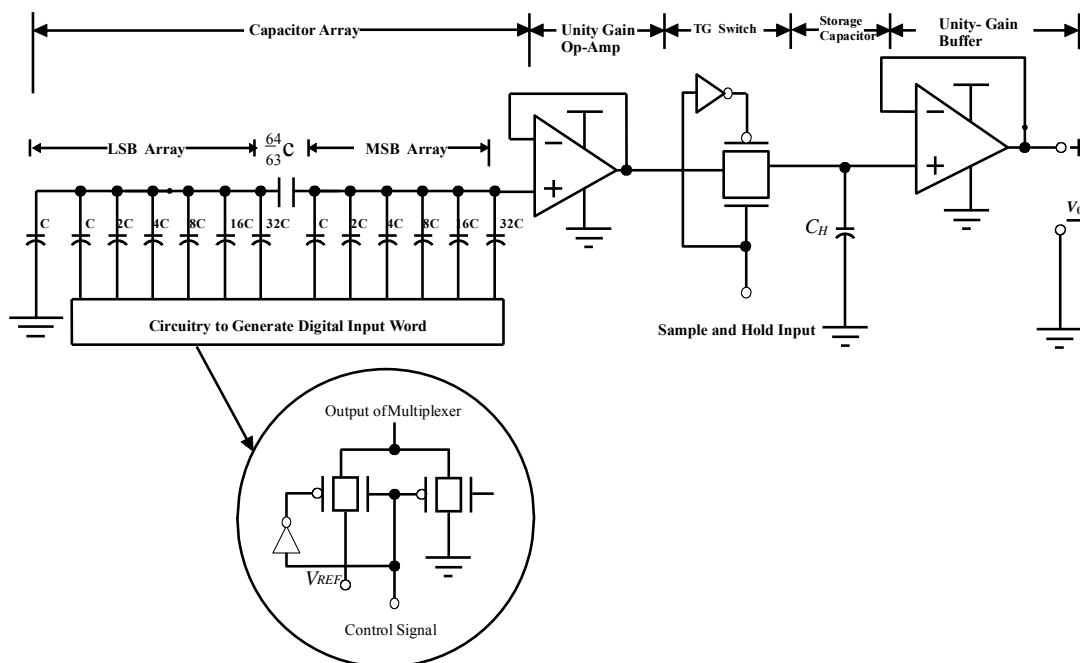 Capacitor Array
Unity Gain
Op-Amp
TG Switch
Storage
Capacitor
Unity- Gain
Buffer
LSB Array
64
63
C
MSB Array
C
C
2C
4C
8C
16C
32C
C
2C
4C
8C
16C
32C
−
+
−
+
C_H
V_0
Circuitry to Generate Digital Input Word
Sample and Hold Input
Output of Multiplexer
V_REF
Control Signal